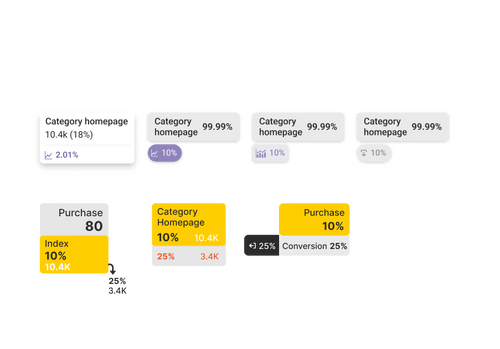 Category homepage
10.4k (18%)
2.01%
Category
homepage 99.99%
10%
Category
homepage 99.99%
10%
Category
homepage 99.99%
10%
Purchase
80
Index
10%
10.4K
25%
3.4K
Category
Homepage
10% 10.4K
25% 3.4K
Purchase
10%
25% Conversion 25%